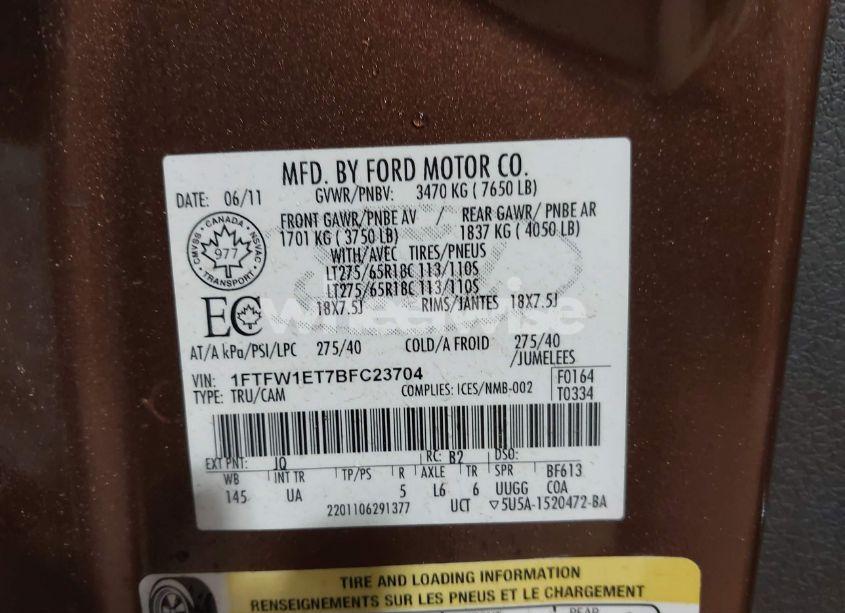 MFD. BY FORD MOTOR CO.
DATE: 06/11 GVWR/PNBV: 3470 KG ( 7650 LB)
FRONT GAWR/PNBE AV / REAR GAWR/ PNBE AR
1701 KG ( 3750 LB) 1837 KG ( 4050 LB)
CMVSS · CANADA · NSVAC
977
TRANSPORT
WITH/AVEC TIRES/PNEUS
LT275/65R18C 113/110S
LT275/65R18C 113/110S
18X7.5J RIMS/JANTES 18X7.5J
EC
wheelwise
AT/A kPa/PSI/LPC 275/40 COLD/A FROID 275/40
/JUMELEES
VIN: 1FTFW1ET7BFC23704
TYPE: TRU/CAM COMPLIES: ICES/NMB-002
F0164
T0334
EXT PNT: JQ RC: B2 DSO:
WB INT TR TP/PS R AXLE TR SPR BF613
145 UA 5 L6 6 UUGG COA
2201106291377 UCT ▽5U5A-1520472-BA
TIRE AND LOADING INFORMATION
RENSEIGNEMENTS SUR LES PNEUS ET LE CHARGEMENT